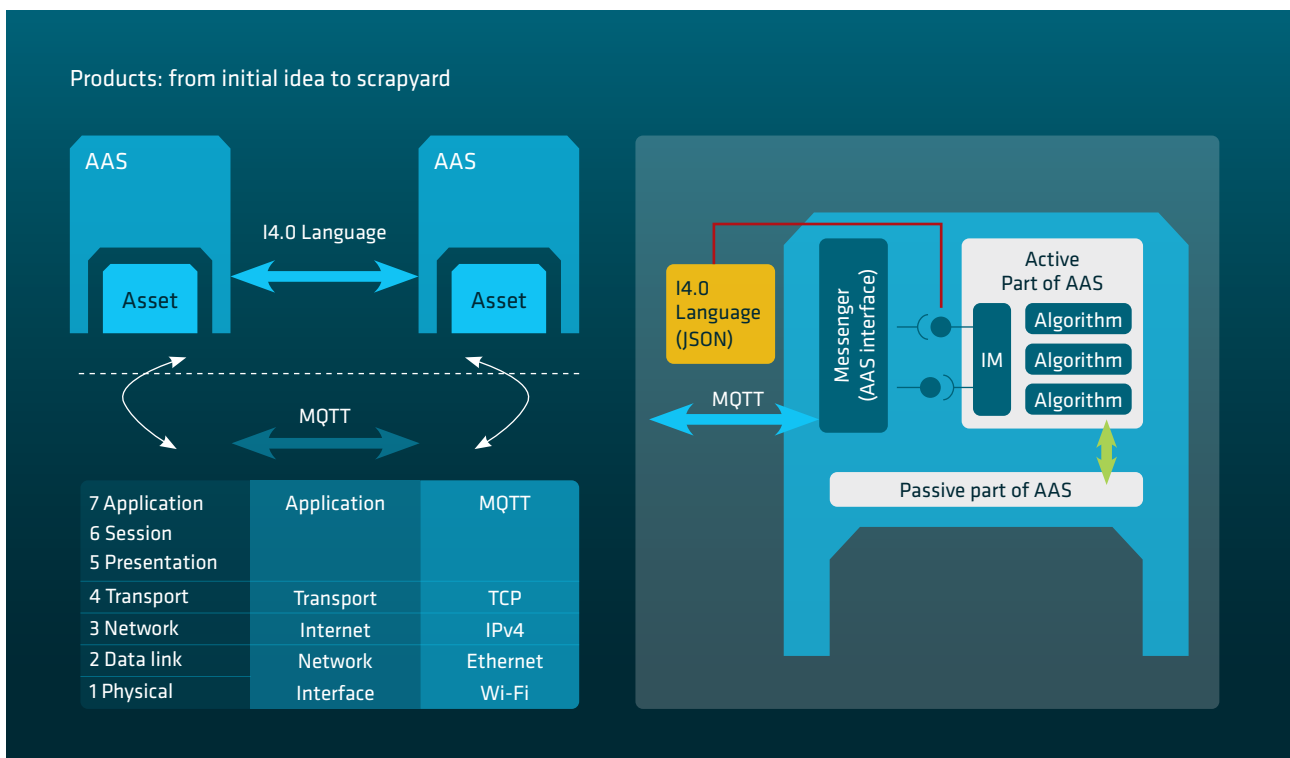 Products: from initial idea to scrapyard
AAS
AAS
I4.0 Language
Asset
Asset
MQTT
7 Application
Application
MQTT
6 Session
5 Presentation
4 Transport
Transport
TCP
3 Network
Internet
IPv4
2 Data link
Network
Ethernet
1 Physical
Interface
Wi-Fi
I4.0
Language
(JSON)
MQTT
Messenger
(AAS interface)
Active
Part of AAS
IM
Algorithm
Algorithm
Algorithm
Passive part of AAS